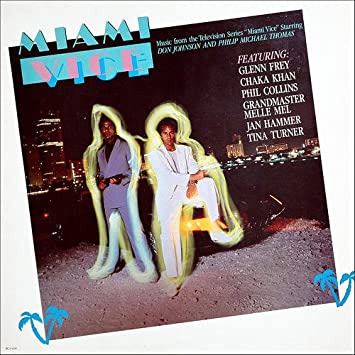 MIAMI
VICE
Music from the Television Series "Miami Vice" Starring
DON JOHNSON AND PHILIP MICHAEL THOMAS
FEATURING:
GLENN FREY
CHAKA KHAN
PHIL COLLINS
GRANDMASTER
MELLE MEL
JAN HAMMER
TINA TURNER